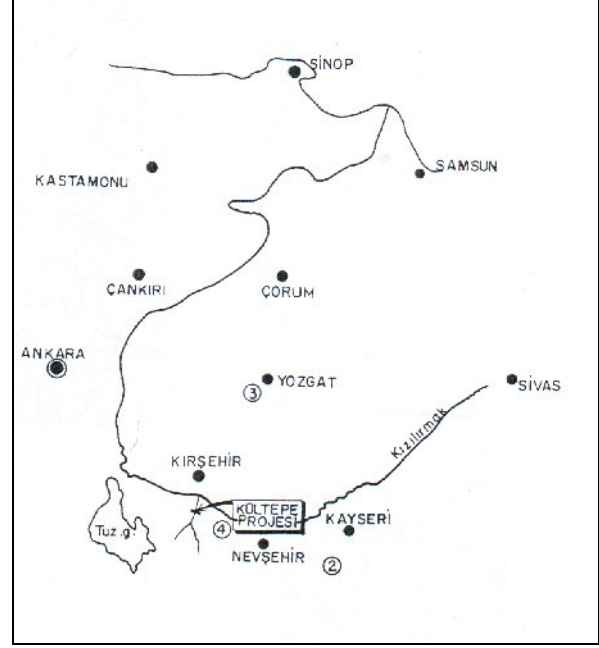 SİNOP
KASTAMONU
SAMSUN
ÇANKIRI
ÇORUM
ANKARA
YOZGAT
③
SİVAS
Kızılırmak
KIRŞEHİR
KÜLTEPE
PROJESİ
KAYSERİ
Tuz.g.
④
NEVŞEHİR
②